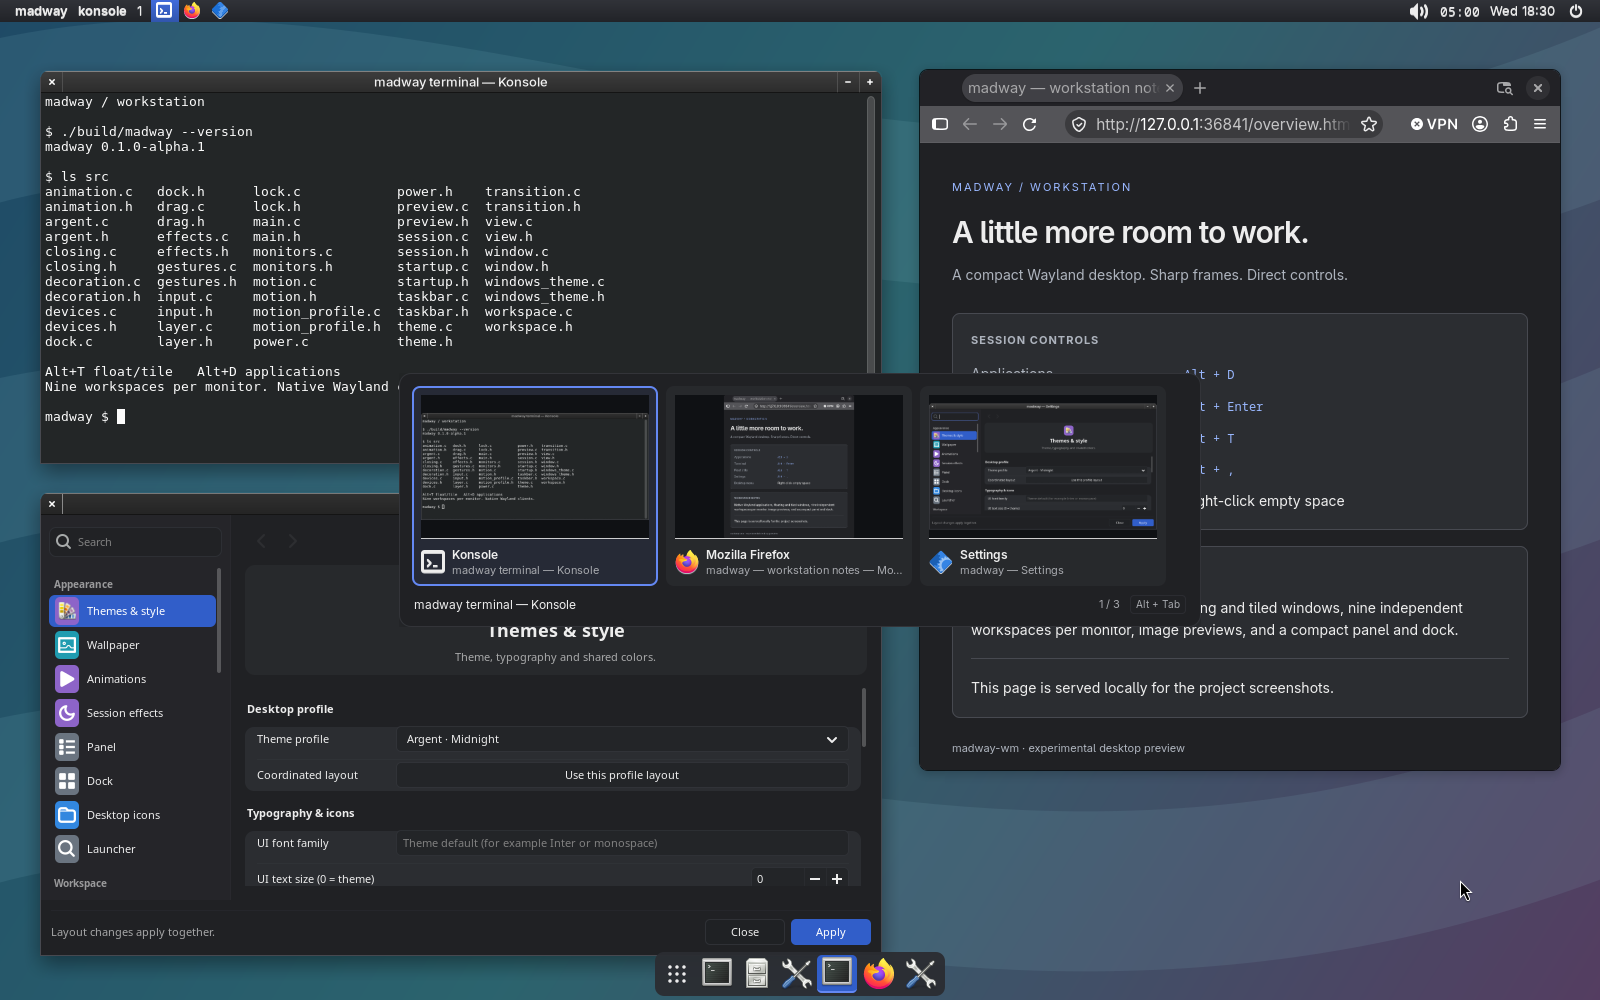 madway konsole 1
05:00 Wed 18:30
madway terminal — Konsole
madway / workstation
$ ./build/madway --version
madway 0.1.0-alpha.1
$ ls src
animation.c dock.h lock.c power.h transition.c
animation.h drag.c lock.h preview.c transition.h
argent.c drag.h main.c preview.h view.c
argent.h effects.c main.h session.c view.h
closing.c effects.h monitors.c session.h window.c
closing.h gestures.c monitors.h startup.c window.h
decoration.c gestures.h motion.c startup.h windows_theme.c
decoration.h input.c motion.h taskbar.c windows_theme.h
devices.c input.h motion_profile.c taskbar.h workspace.c
devices.h layer.c motion_profile.h theme.c workspace.h
dock.c layer.h power.c theme.h
Alt+T float/tile Alt+D applications
Nine workspaces per monitor. Native Wayland
madway $
madway — workstation not
http://127.0.0.1:36841/overview.htm
VPN
MADWAY / WORKSTATION
A little more room to work.
A compact Wayland desktop. Sharp frames. Direct controls.
SESSION CONTROLS
Applications
Alt + D
t + Enter
t + T
t + ,
ght-click empty space
ng and tiled windows, nine independent
workspaces per monitor, image previews, and a compact panel and dock.
This page is served locally for the project screenshots.
madway-wm · experimental desktop preview
Konsole
madway terminal — Konsole
Mozilla Firefox
madway — workstation notes — Mo...
Settings
madway — Settings
madway terminal — Konsole
1 / 3 Alt + Tab
Search
Appearance
Themes & style
Wallpaper
Animations
Session effects
Panel
Dock
Desktop icons
Launcher
Workspace
Themes & style
Theme, typography and shared colors.
Desktop profile
Theme profile Argent · Midnight
Coordinated layout Use this profile layout
Typography & icons
UI font family Theme default (for example Inter or monospace)
UI text size (0 = theme) 0
Layout changes apply together.
Close Apply